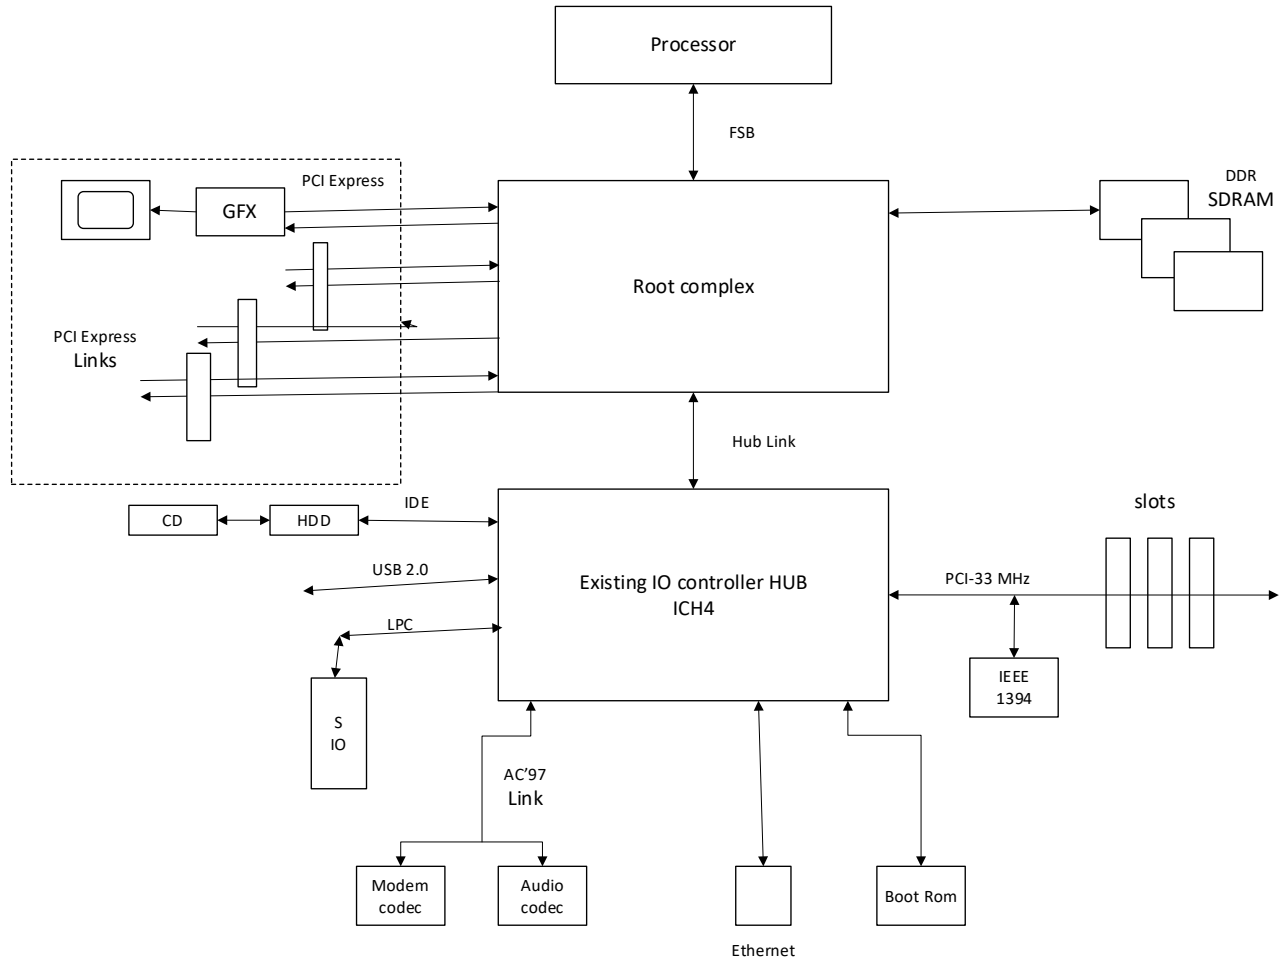 Processor
FSB
PCI Express
GFX
DDR
SDRAM
Root complex
PCI Express
Links
Hub Link
IDE
CD
HDD
slots
USB 2.0
Existing IO controller HUB
ICH4
PCI-33 MHz
LPC
IEEE
1394
S
IO
AC’97
Link
Modem
codec
Audio
codec
Boot Rom
Ethernet